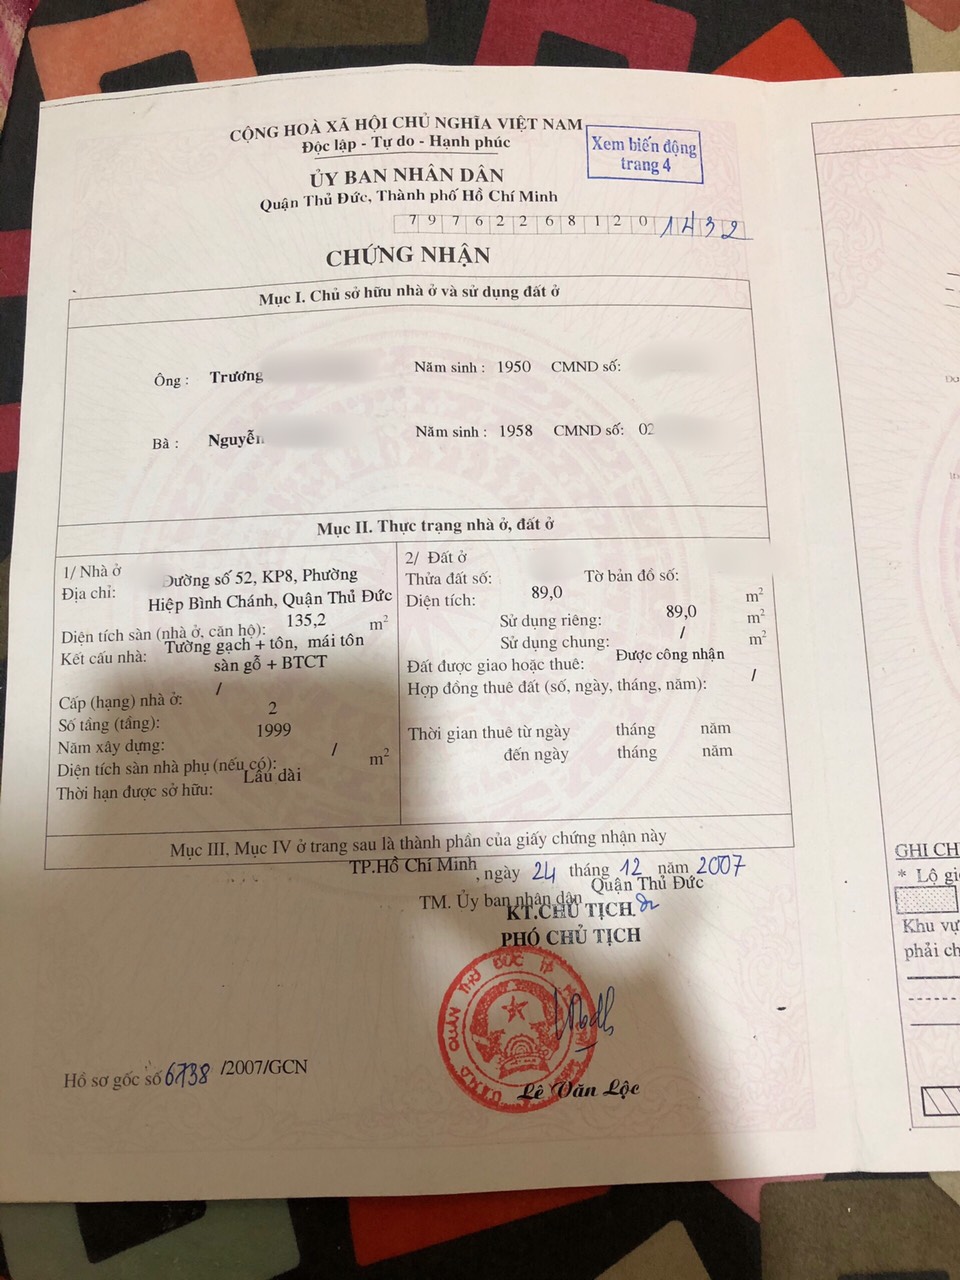 CỘNG HOÀ XÃ HỘI CHỦ NGHĨA VIỆT NAM
Độc lập - Tự do - Hạnh phúc
Xem biến động
trang 4
ỦY BAN NHÂN DÂN
Quận Thủ Đức, Thành phố Hồ Chí Minh
7 9 7 6 2 2 6 8 1 2 0 1432
CHỨNG NHẬN
Mục I. Chủ sở hữu nhà ở và sử dụng đất ở
Ông : Trương Năm sinh : 1950 CMND số:
Bà : Nguyễn Năm sinh : 1958 CMND số: 02
Mục II. Thực trạng nhà ở, đất ở
1/ Nhà ở
Địa chỉ: Đường số 52, KP8, Phường
Hiệp Bình Chánh, Quận Thủ Đức
Diện tích sàn (nhà ở, căn hộ): 135,2 m²
Kết cấu nhà: Tường gạch + tôn, mái tôn
sàn gỗ + BTCT
Cấp (hạng) nhà ở: /
Số tầng (tầng): 2
Năm xây dựng: 1999
Diện tích sàn nhà phụ (nếu có): / m²
Thời hạn được sở hữu: Lâu dài
2/ Đất ở
Thửa đất số: Tờ bản đồ số:
Diện tích: 89,0 m²
Sử dụng riêng: 89,0 m²
Sử dụng chung: / m²
Đất được giao hoặc thuê: Được công nhận
Hợp đồng thuê đất (số, ngày, tháng, năm): /
Thời gian thuê từ ngày tháng năm
đến ngày tháng năm
Mục III, Mục IV ở trang sau là thành phần của giấy chứng nhận này
TP.Hồ Chí Minh, ngày 24 tháng 12 năm 2007
TM. Ủy ban nhân dân Quận Thủ Đức
KT.CHỦ TỊCH
PHÓ CHỦ TỊCH
Lê Văn Lộc
Hồ sơ gốc số 6738 /2007/GCN
GHI CH
* Lô gi
Khu vự
phải ch